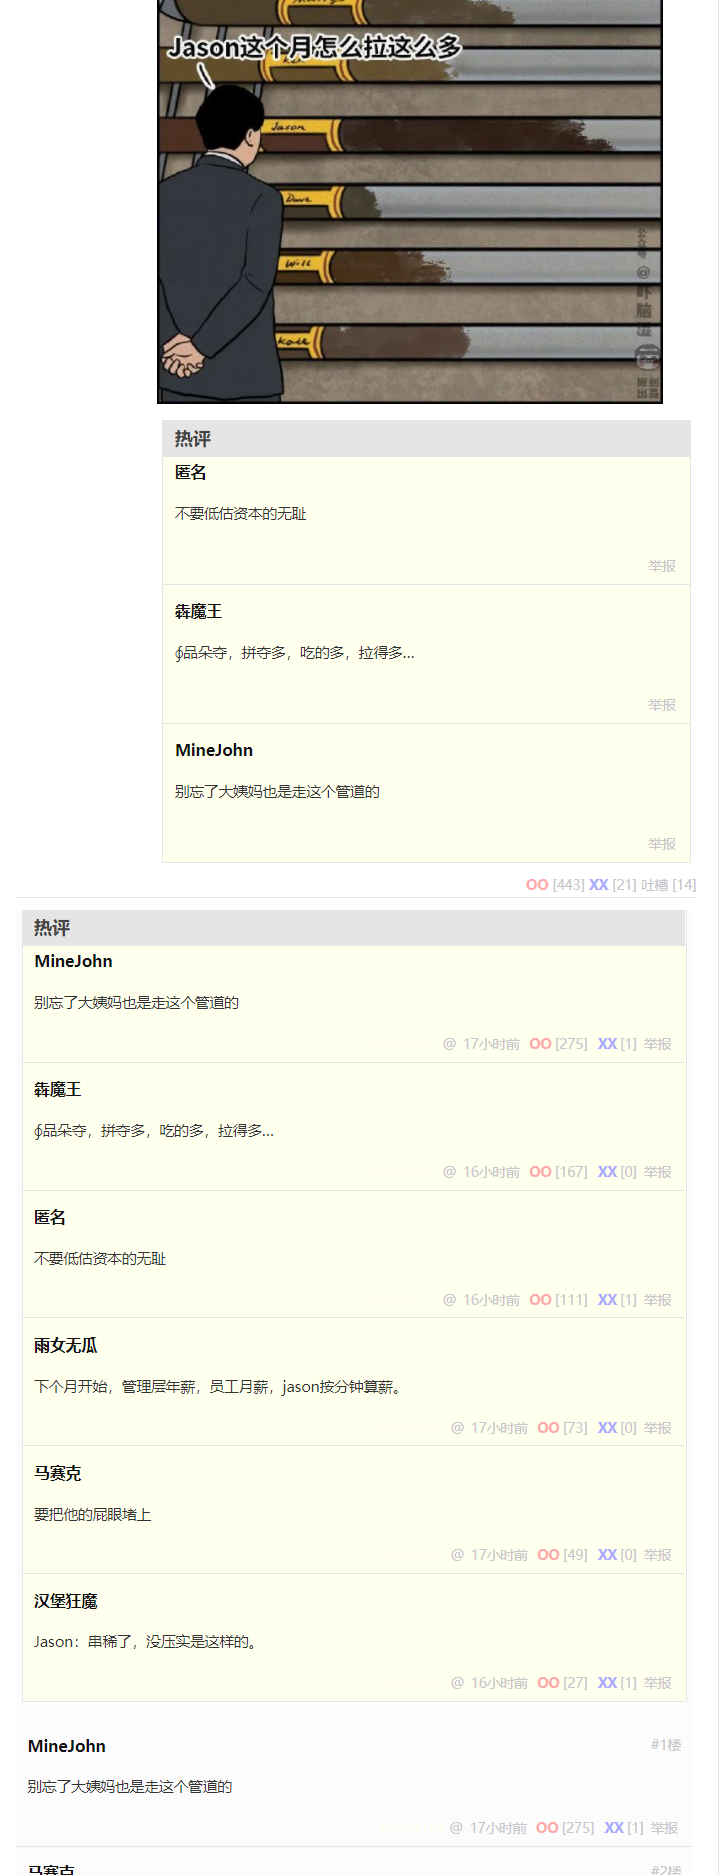 Jason这个月怎么拉这么多
Jason
Dave
Will
Kate
公众号@吓脑湿
原创出品
热评
匿名
不要低估资本的无耻
举报
犇魔王
∮品朵夻，拼夻多，吃的多，拉得多...
举报
MineJohn
别忘了大姨妈也是走这个管道的
举报
OO [443] XX [21] 吐槽 [14]
热评
MineJohn
别忘了大姨妈也是走这个管道的
@ 17小时前 OO [275] XX [1] 举报
犇魔王
∮品朵夻，拼夻多，吃的多，拉得多...
@ 16小时前 OO [167] XX [0] 举报
匿名
不要低估资本的无耻
@ 16小时前 OO [111] XX [1] 举报
雨女无瓜
下个月开始，管理层年薪，员工月薪，jason按分钟算薪。
@ 17小时前 OO [73] XX [0] 举报
马赛克
要把他的屁眼堵上
@ 17小时前 OO [49] XX [0] 举报
汉堡狂魔
Jason：串稀了，没压实是这样的。
@ 16小时前 OO [27] XX [1] 举报
MineJohn #1楼
别忘了大姨妈也是走这个管道的
@ 17小时前 OO [275] XX [1] 举报
马赛克 #2楼